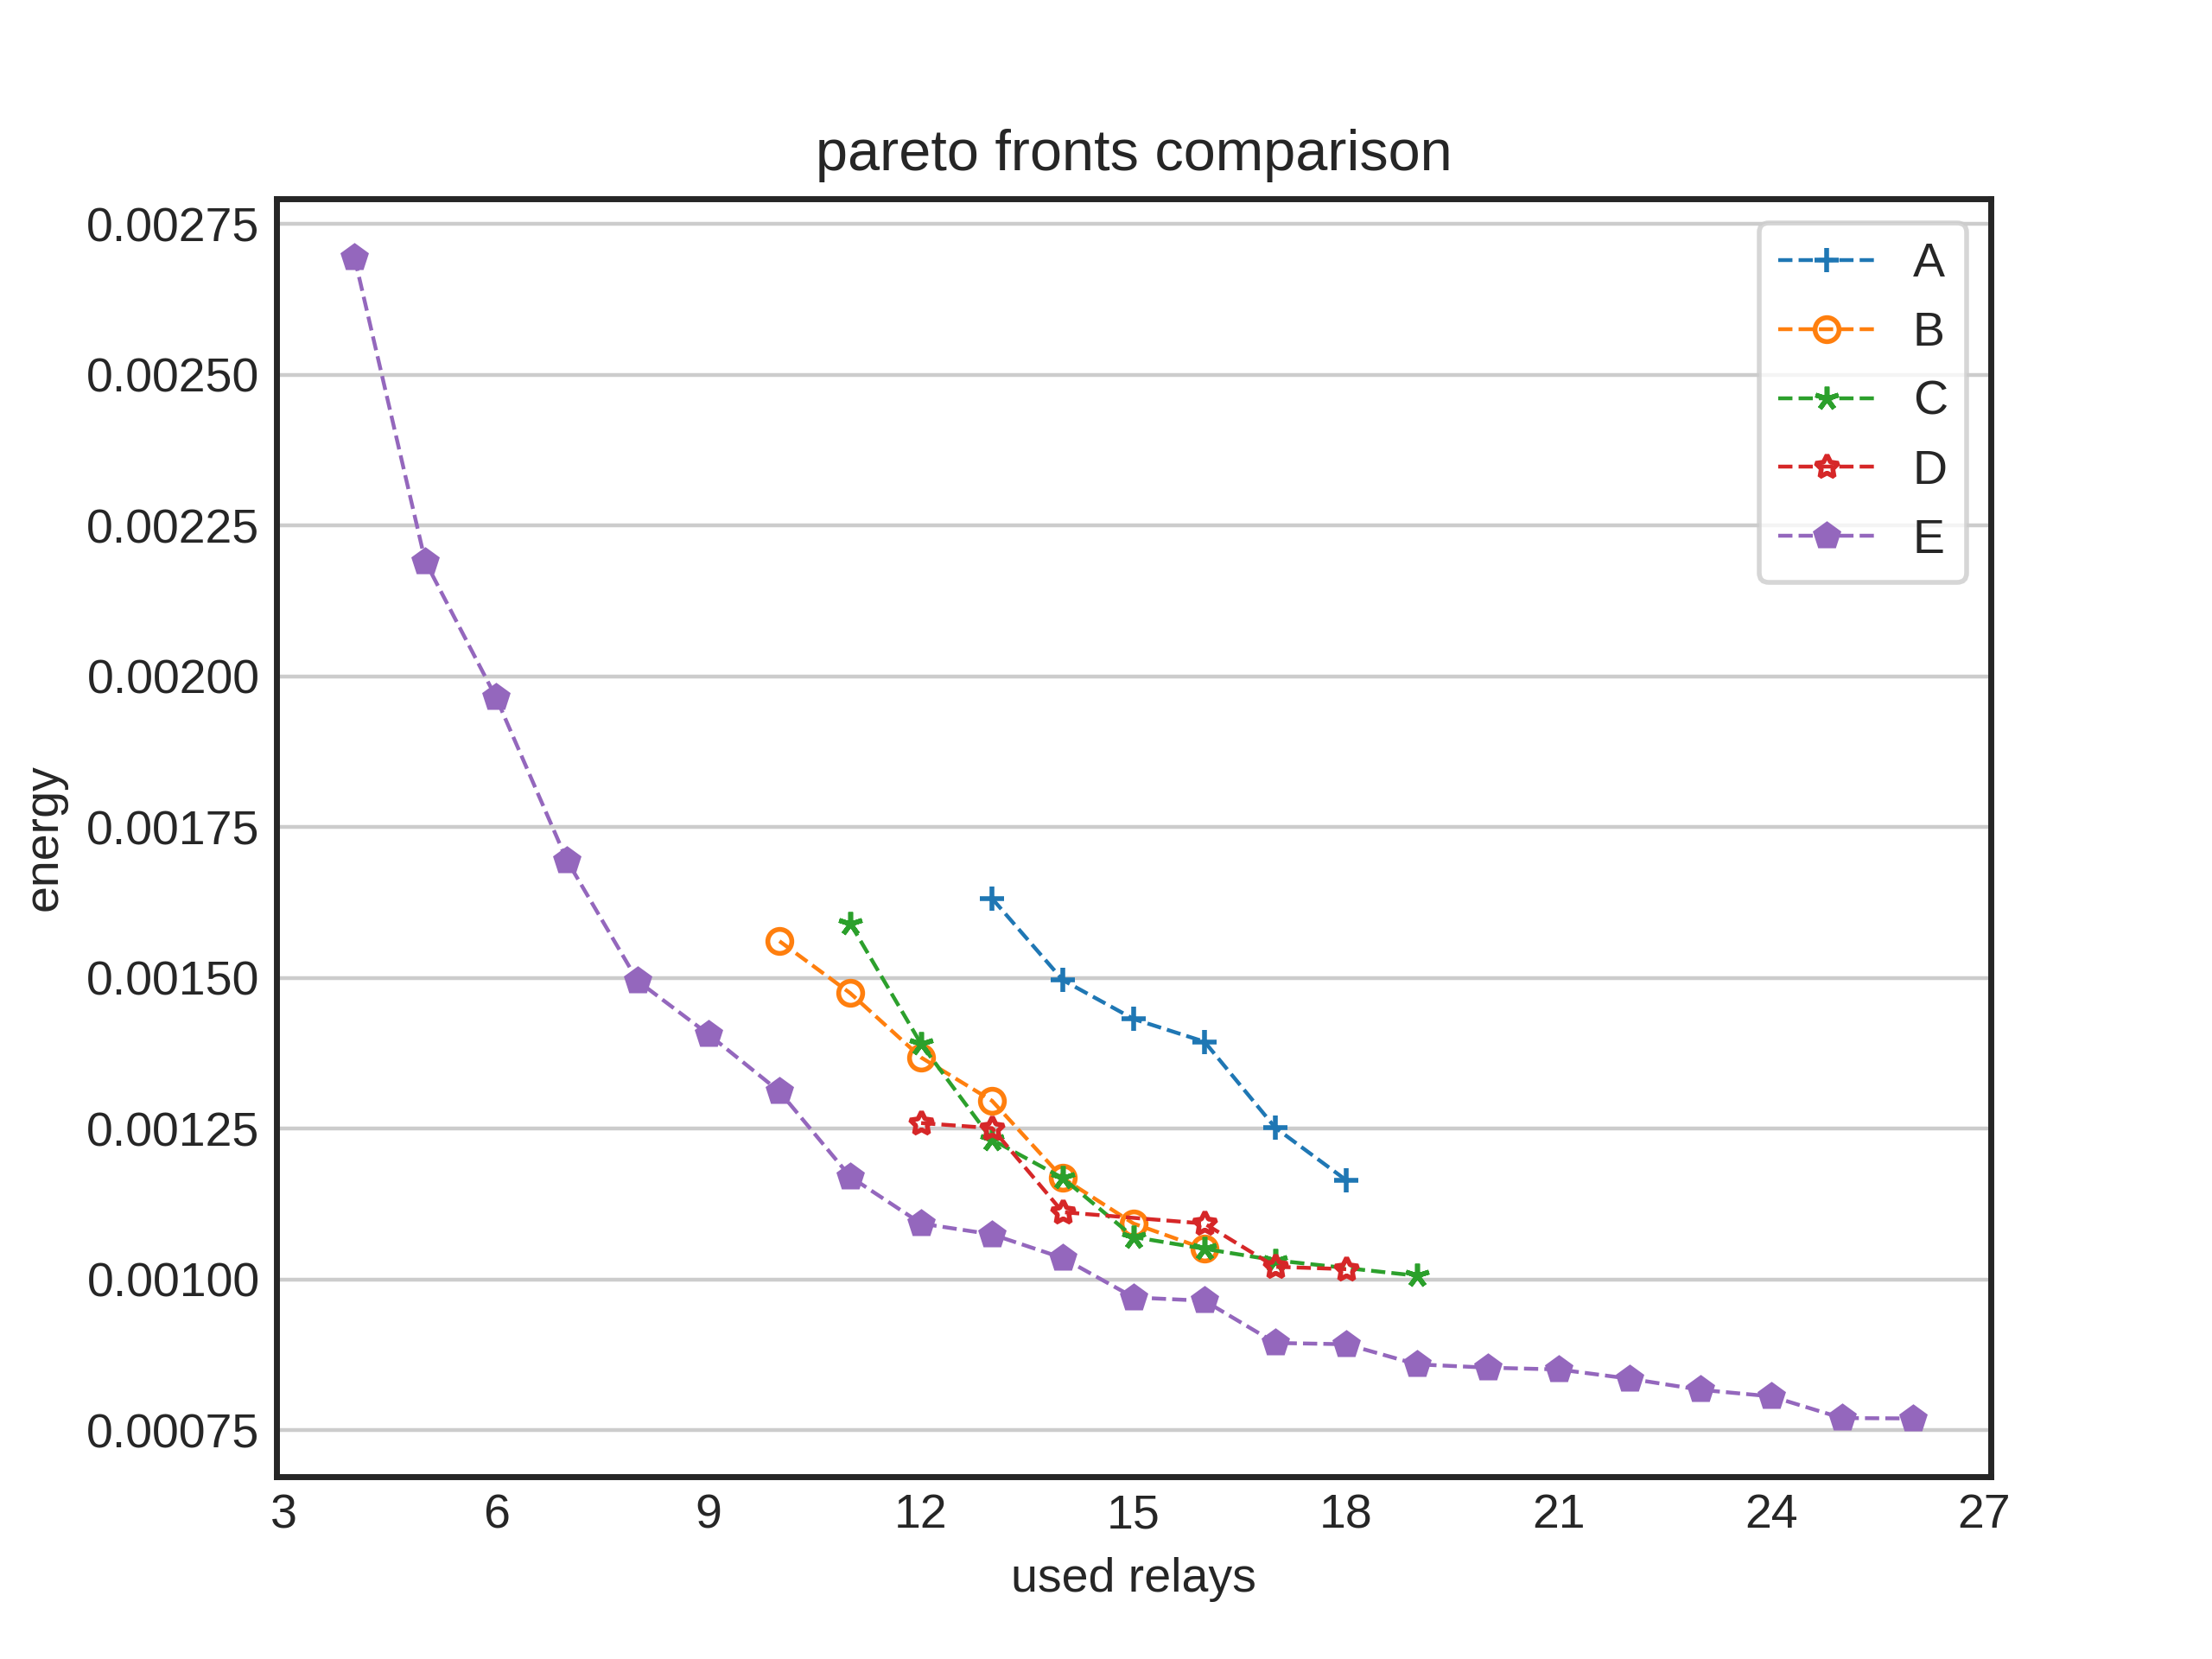 pareto fronts comparison
0.00275
0.00250
0.00225
0.00200
0.00175
0.00150
0.00125
0.00100
0.00075
energy
A
B
C
D
E
3 6 9 12 15 18 21 24 27
used relays